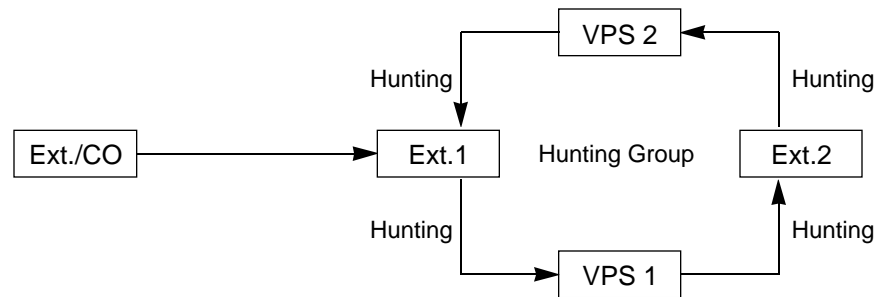 VPS 2
Hunting
Hunting
Ext./CO
Ext.1
Hunting Group
Ext.2
Hunting
Hunting
VPS 1